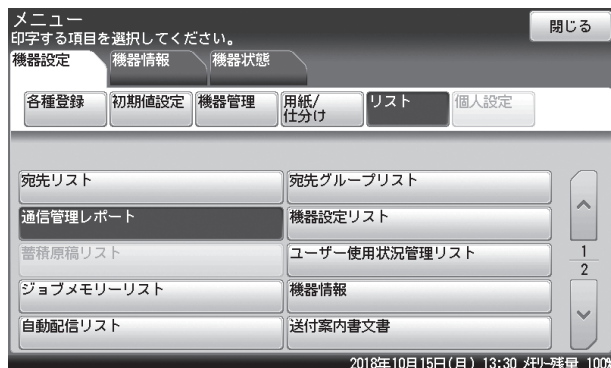 メニュー
印字する項目を選択してください。
閉じる
機器設定 機器情報 機器状態
各種登録 初期値設定 機器管理 用紙/
仕分け リスト 個人設定
宛先リスト 宛先グループリスト
通信管理レポート 機器設定リスト
蓄積原稿リスト ユーザー使用状況管理リスト
1
2
ジョブメモリーリスト 機器情報
自動配信リスト 送付案内書文書
2018年10月15日(月) 13:30 メモリー残量 100%